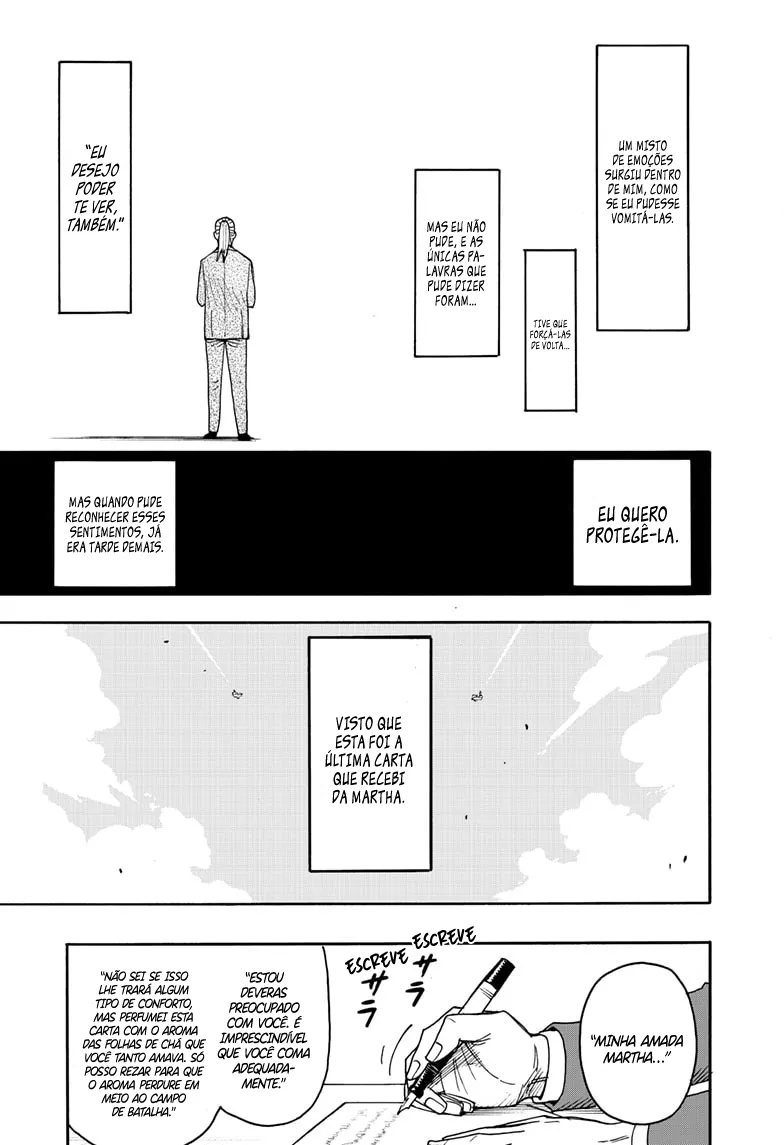 UM MISTO
DE EMOÇÕES
SURGIU DENTRO
DE MIM, COMO
SE EU PUDESSE
VOMITÁ-LAS.
TIVE QUE
FORÇÁ-LAS
DE VOLTA...
MAS EU NÃO
PUDE, E AS
ÚNICAS PA-
LAVRAS QUE
PUDE DIZER
FORAM...
"EU
DESEJO
PODER
TE VER,
TAMBÉM."
EU QUERO
PROTEGÊ-LA.
MAS QUANDO PUDE
RECONHECER ESSES
SENTIMENTOS, JÁ
ERA TARDE DEMAIS.
VISTO QUE
ESTA FOI A
ÚLTIMA CARTA
QUE RECEBI
DA MARTHA.
"MINHA AMADA
MARTHA..."
ESCREVE
ESCREVE
サ
ラ
サ
ラ
"ESTOU
DEVERAS
PREOCUPADO
COM VOCÊ. É
IMPRESCINDÍVEL
QUE VOCÊ COMA
ADEQUADA-
MENTE."
"NÃO SEI SE ISSO
LHE TRARÁ ALGUM
TIPO DE CONFORTO,
MAS PERFUMEI ESTA
CARTA COM O AROMA
DAS FOLHAS DE CHÁ QUE
VOCÊ TANTO AMAVA. SÓ
POSSO REZAR PARA QUE
O AROMA PERDURE EM
MEIO AO CAMPO
DE BATALHA."